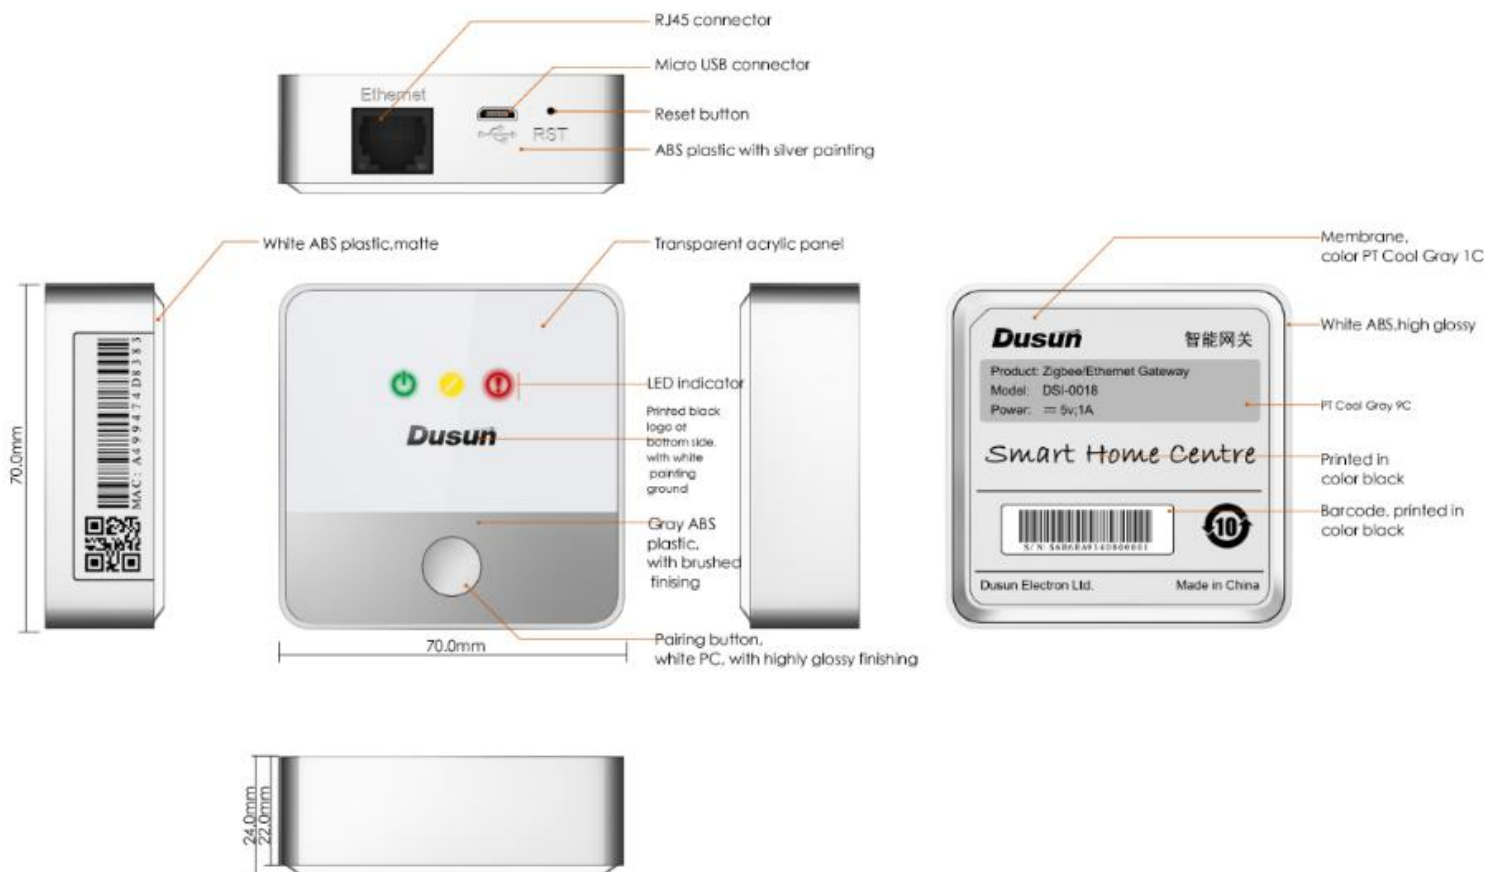 RJ45 connector
Micro USB connector
Ethernet
Reset button
RST
ABS plastic with silver painting
White ABS plastic,matte
Transparent acrylic panel
Membrane,
color PT Cool Gray 1C
White ABS,high glossy
Dusun
智能网关
Product: Zigbee/Ethernet Gateway
Model: DSI-0018
Power: 5v;1A
PT Cool Gray 9C
Smart Home Centre
Printed in
color black
Barcode, printed in
color black
10
Dusun Electron Ltd.
Made in China
LED indicator
Printed black
logo of
bottom side,
with white
painting
ground
Dusun
Gray ABS
plastic,
with brushed
finising
Pairing button,
white PC, with highly glossy finishing
MAC: A499474D8383
70.0mm
70.0mm
24.0mm
22.0mm